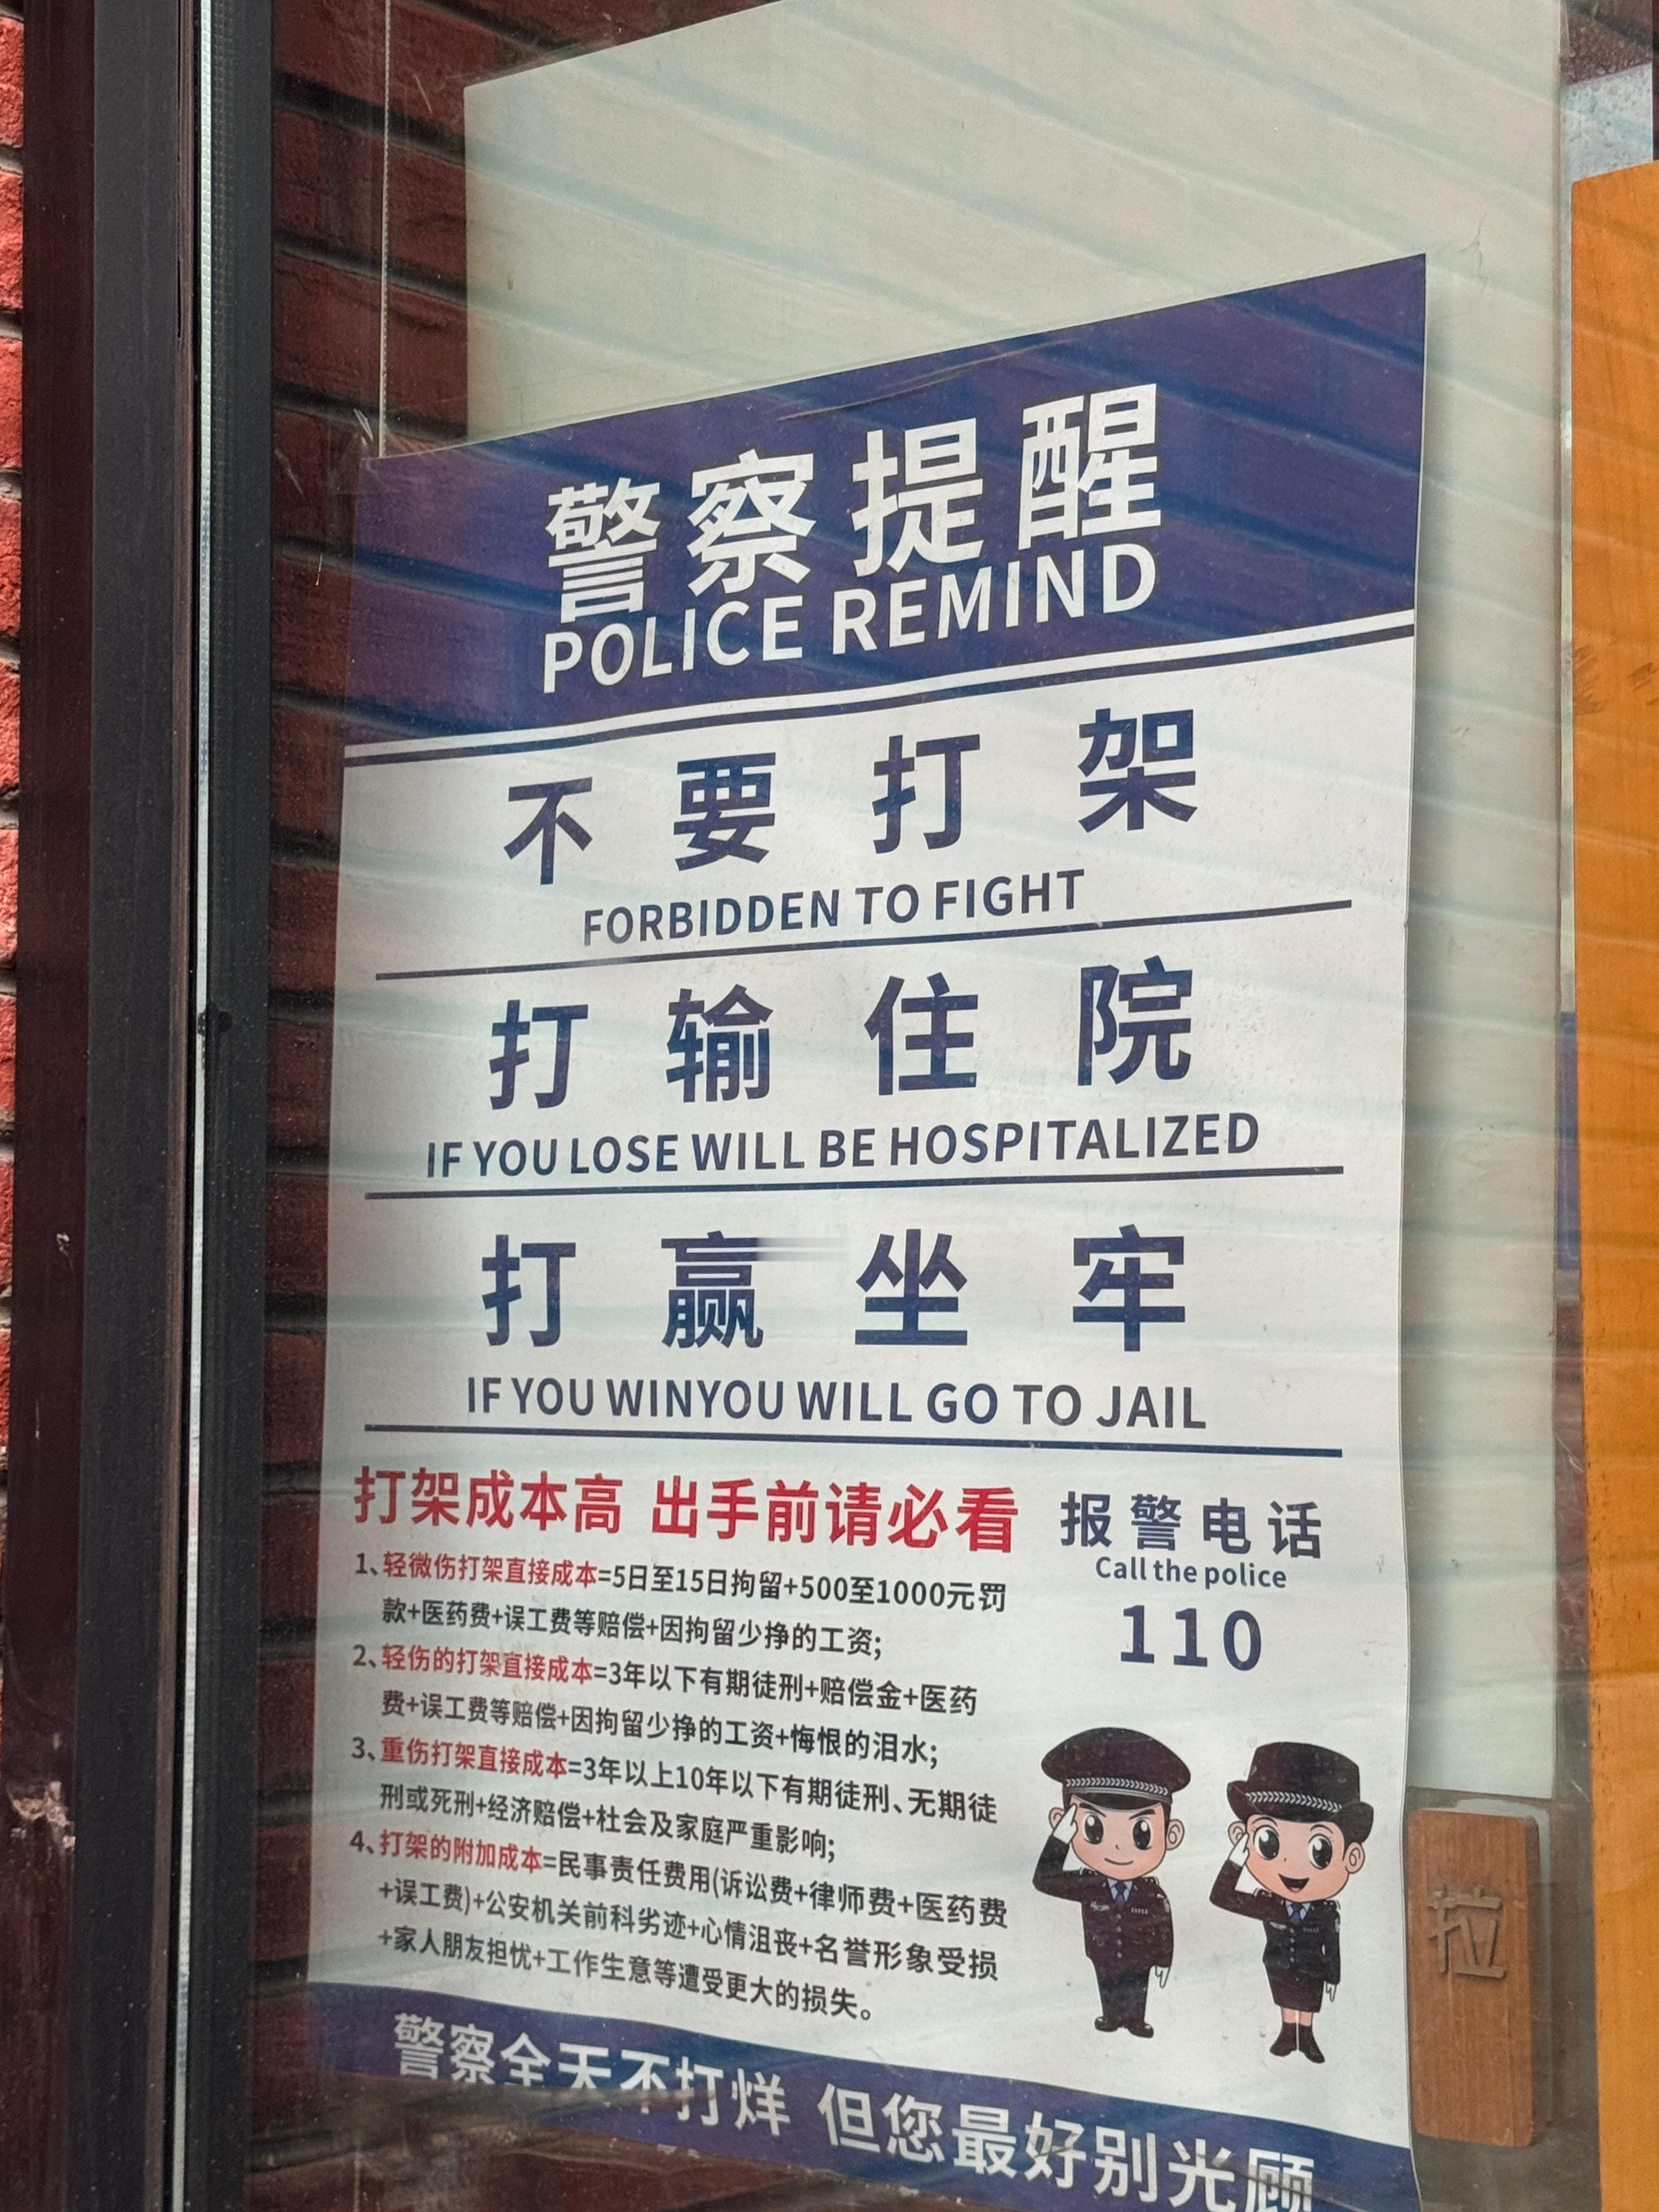 警察提醒
POLICE REMIND
不要打架
FORBIDDEN TO FIGHT
打输住院
IF YOU LOSE WILL BE HOSPITALIZED
打赢坐牢
IF YOU WINYOU WILL GO TO JAIL
打架成本高 出手前请必看
1、轻微伤打架直接成本=5日至15日拘留+500至1000元罚
款+医药费+误工费等赔偿+因拘留少挣的工资;
2、轻伤的打架直接成本=3年以下有期徒刑+赔偿金+医药
费+误工费等赔偿+因拘留少挣的工资+悔恨的泪水;
3、重伤打架直接成本=3年以上10年以下有期徒刑、无期徒
刑或死刑+经济赔偿+社会及家庭严重影响;
4、打架的附加成本=民事责任费用(诉讼费+律师费+医药费
+误工费)+公安机关前科劣迹+心情沮丧+名誉形象受损
+家人朋友担忧+工作生意等遭受更大的损失。
报警电话
Call the police
110
警察全天不打烊 但您最好别光顾
拉